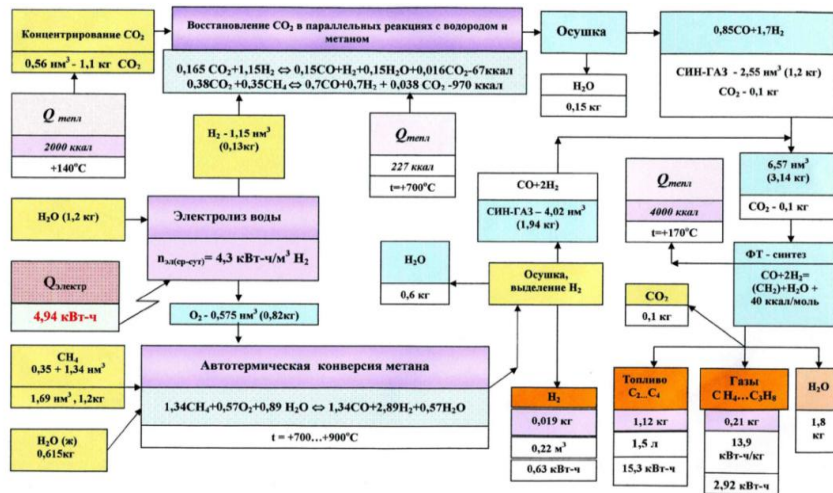 Концентрирование CO₂
0,56 нм³ - 1,1 кг CO₂
Восстановление CO₂ в параллельных реакциях с водородом и
метаном
0,165 CO₂+1,15H₂ ⇔ 0,15CO+H₂+0,15H₂O+0,016CO₂-67ккал
0,38CO₂ +0,35CH₄ ⇔ 0,7CO+0,7H₂ + 0,038 CO₂ -970 ккал
Осушка
0,85CO+1,7H₂
СИН-ГАЗ - 2,55 нм³ (1,2 кг)
CO₂ - 0,1 кг
H₂O
0,15 кг
Q тепл
2000 ккал
+140°C
H₂ - 1,15 нм³
(0,13кг)
Qтепл
227 ккал
t=+700°C
CO+2H₂
СИН-ГАЗ – 4,02 нм³
(1,94 кг)
Qтепл
4000 ккал
t=+170°C
6,57 нм³
(3,14 кг)
CO₂ - 0,1 кг
H₂O (1,2 кг)
Электролиз воды
nэл(ср-сут)= 4,3 кВт-ч/м³ H₂
Qэлектр
4,94 кВт-ч
H₂O
0,6 кг
Осушка,
выделение H₂
ФТ - синтез
CO+2H₂=
(CH₂)+H₂O +
40 ккал/моль
CO₂
0,1 кг
O₂ - 0,575 нм³ (0,82кг)
CH₄
0,35 + 1,34 нм³
1,69 нм³, 1,2кг
Автотермическая конверсия метана
1,34CH₄+0,57O₂+0,89 H₂O ⇔ 1,34CO+2,89H₂+0,57H₂O
t = +700…+900°C
H₂O (ж)
0,615кг
H₂
0,019 кг
0,22 м³
0,63 кВт-ч
Топливо
C₂...C₄
1,12 кг
1,5 л
15,3 кВт-ч
Газы
CH₄…C₃H₈
0,21 кг
13,9
кВт-ч/кг
2,92 кВт-ч
H₂O
1,8
кг